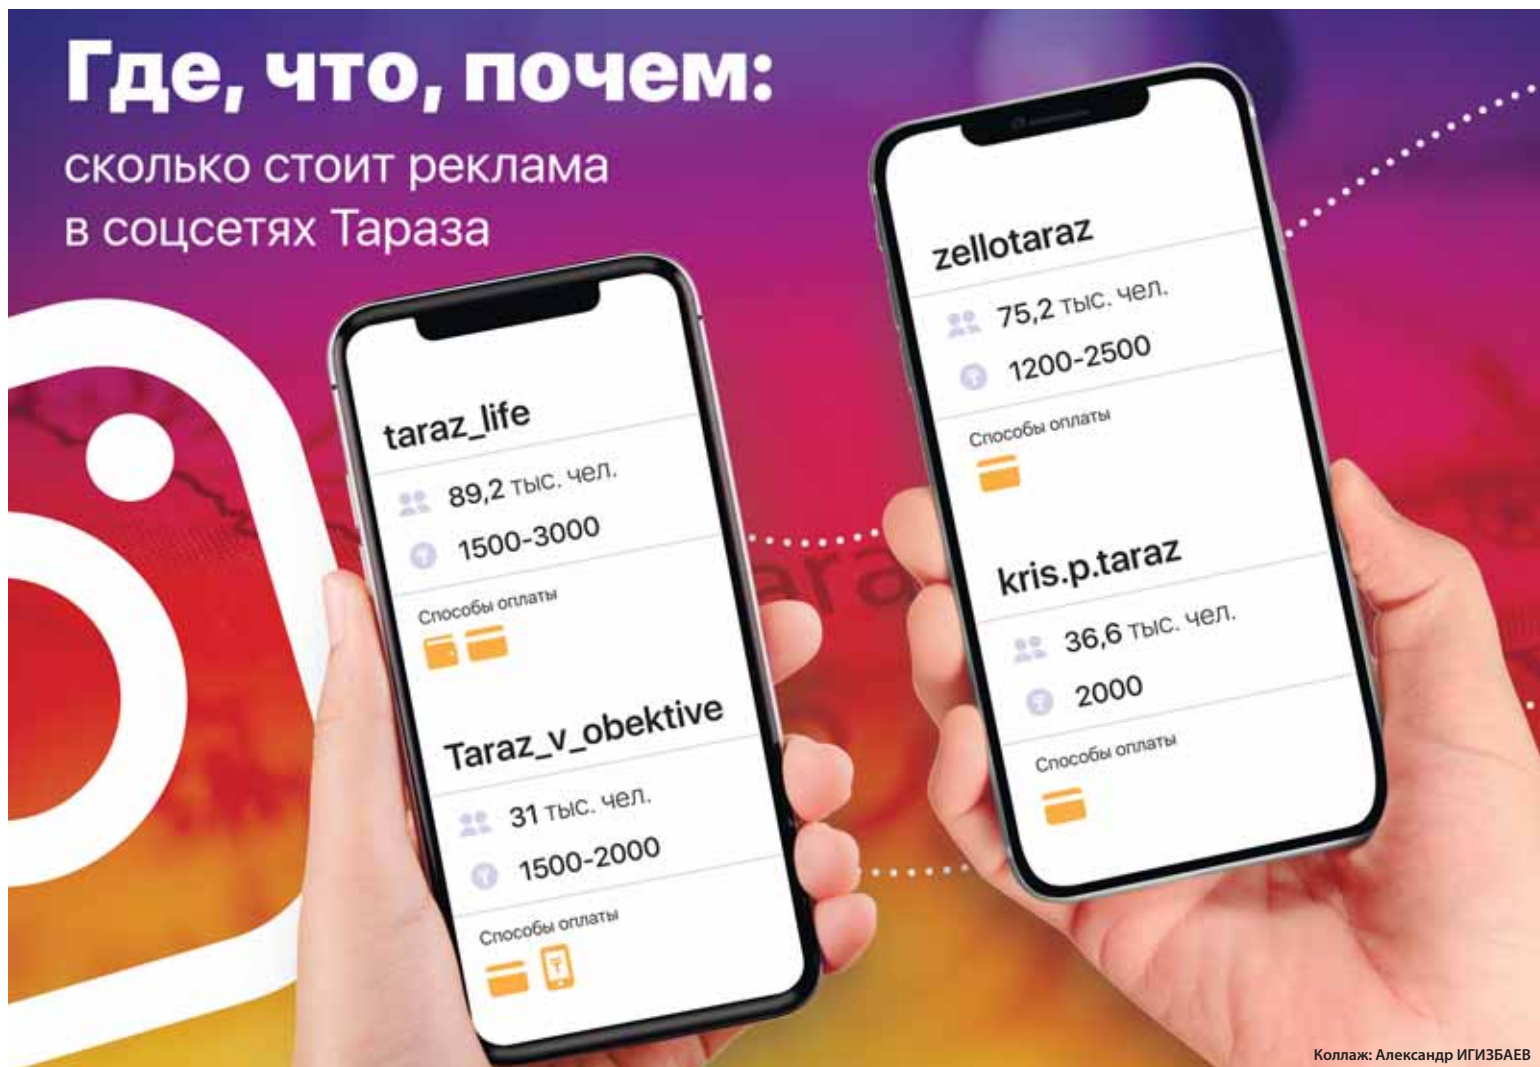 Где, что, почем:
сколько стоит реклама
в соцсетях Тараза
taraz_life
89,2 тыс. чел.
1500-3000
Способы оплаты
Taraz_v_obektive
31 тыс. чел.
1500-2000
Способы оплаты
zellotaraz
75,2 тыс. чел.
1200-2500
Способы оплаты
kris.p.taraz
36,6 тыс. чел.
2000
Способы оплаты
Коллаж: Александр ИГИЗБАЕВ